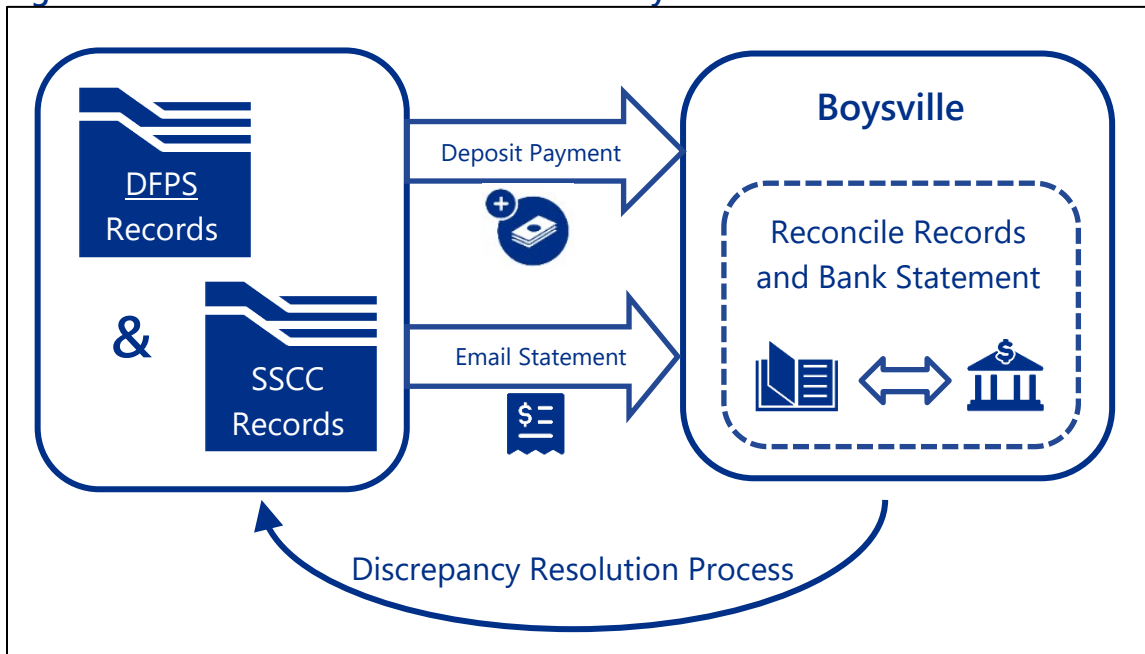 DFPS
Records
&
SSCC
Records
Deposit Payment
Email Statement
$
Boysville
Reconcile Records
and Bank Statement
$
Discrepancy Resolution Process